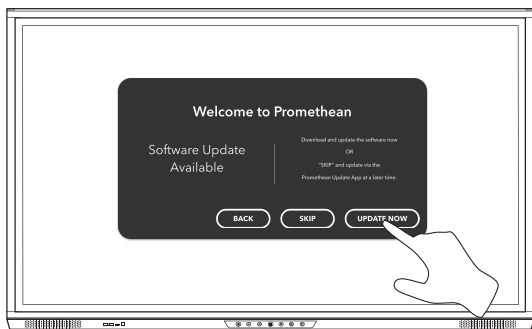 Welcome to Promethean
Software Update
Available
Download and update the software now
OR
"SKIP" and update via the
Promethean Update App at a later time.
BACK
SKIP
UPDATE NOW